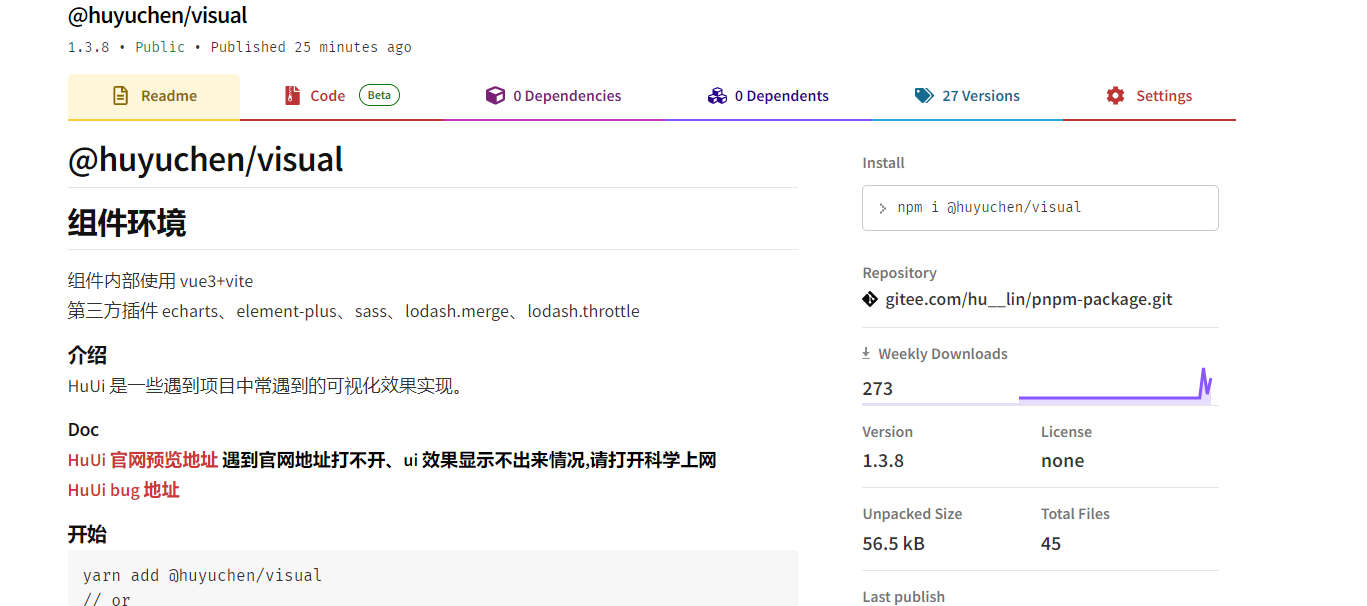 @huyuchen/visual
1.3.8 • Public • Published 25 minutes ago
Readme
Code Beta
0 Dependencies
0 Dependents
27 Versions
Settings
@huyuchen/visual
组件环境
组件内部使用 vue3+vite
第三方插件 echarts、element-plus、sass、lodash.merge、lodash.throttle
介绍
HuUi 是一些遇到项目中常遇到的可视化效果实现。
Doc
HuUi 官网预览地址 遇到官网地址打不开、ui 效果显示不出来情况,请打开科学上网
HuUi bug 地址
开始
yarn add @huyuchen/visual
// or
Install
> npm i @huyuchen/visual
Repository
gitee.com/hu__lin/pnpm-package.git
Weekly Downloads
273
Version
License
1.3.8
none
Unpacked Size
Total Files
56.5 kB
45
Last publish